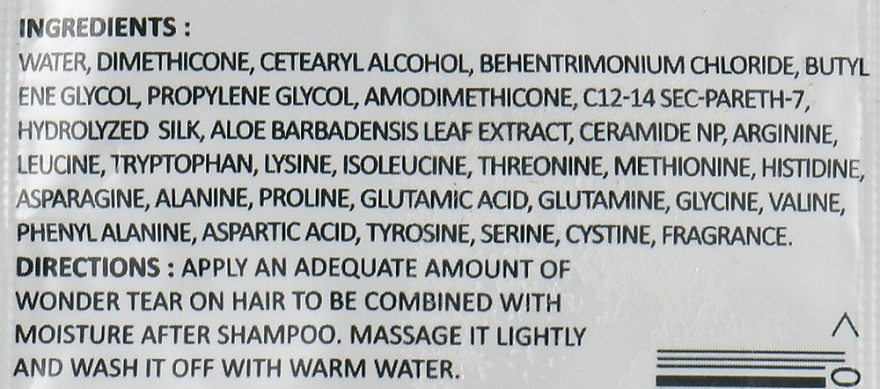 INGREDIENTS :
WATER, DIMETHICONE, CETEARYL ALCOHOL, BEHENTRIMONIUM CHLORIDE, BUTYL
ENE GLYCOL, PROPYLENE GLYCOL, AMODIMETHICONE, C12-14 SEC-PARETH-7,
HYDROLYZED SILK, ALOE BARBADENSIS LEAF EXTRACT, CERAMIDE NP, ARGININE,
LEUCINE, TRYPTOPHAN, LYSINE, ISOLEUCINE, THREONINE, METHIONINE, HISTIDINE,
ASPARAGINE, ALANINE, PROLINE, GLUTAMIC ACID, GLUTAMINE, GLYCINE, VALINE,
PHENYL ALANINE, ASPARTIC ACID, TYROSINE, SERINE, CYSTINE, FRAGRANCE.
DIRECTIONS : APPLY AN ADEQUATE AMOUNT OF
WONDER TEAR ON HAIR TO BE COMBINED WITH
MOISTURE AFTER SHAMPOO. MASSAGE IT LIGHTLY
AND WASH IT OFF WITH WARM WATER.